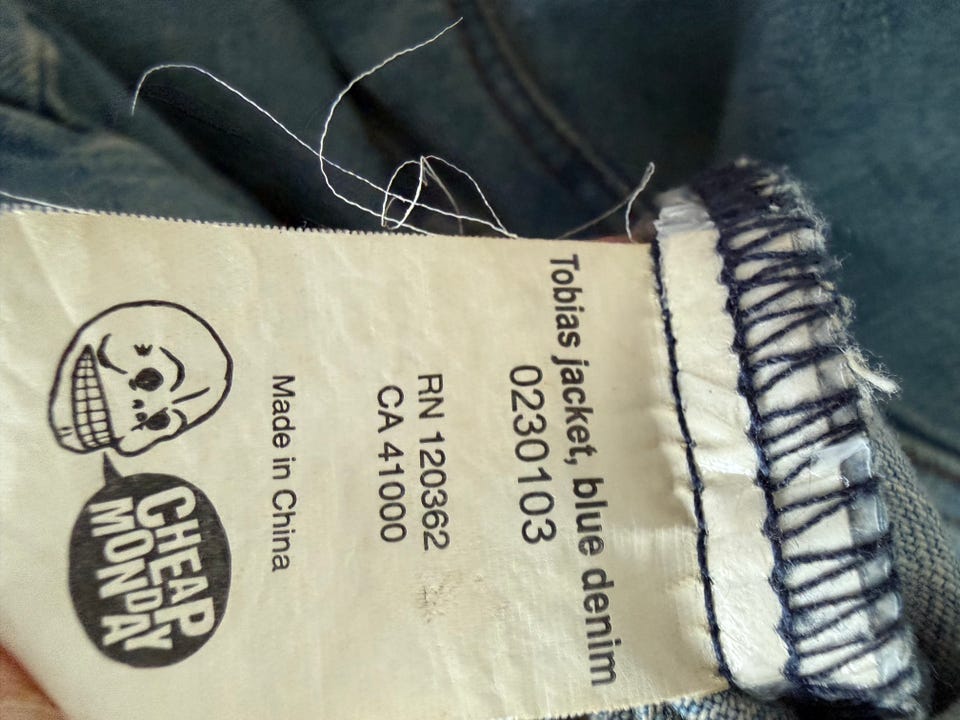 Tobias jacket, blue denim
0230103
RN 120362
CA 41000
Made in China
CHEAP
MONDAY